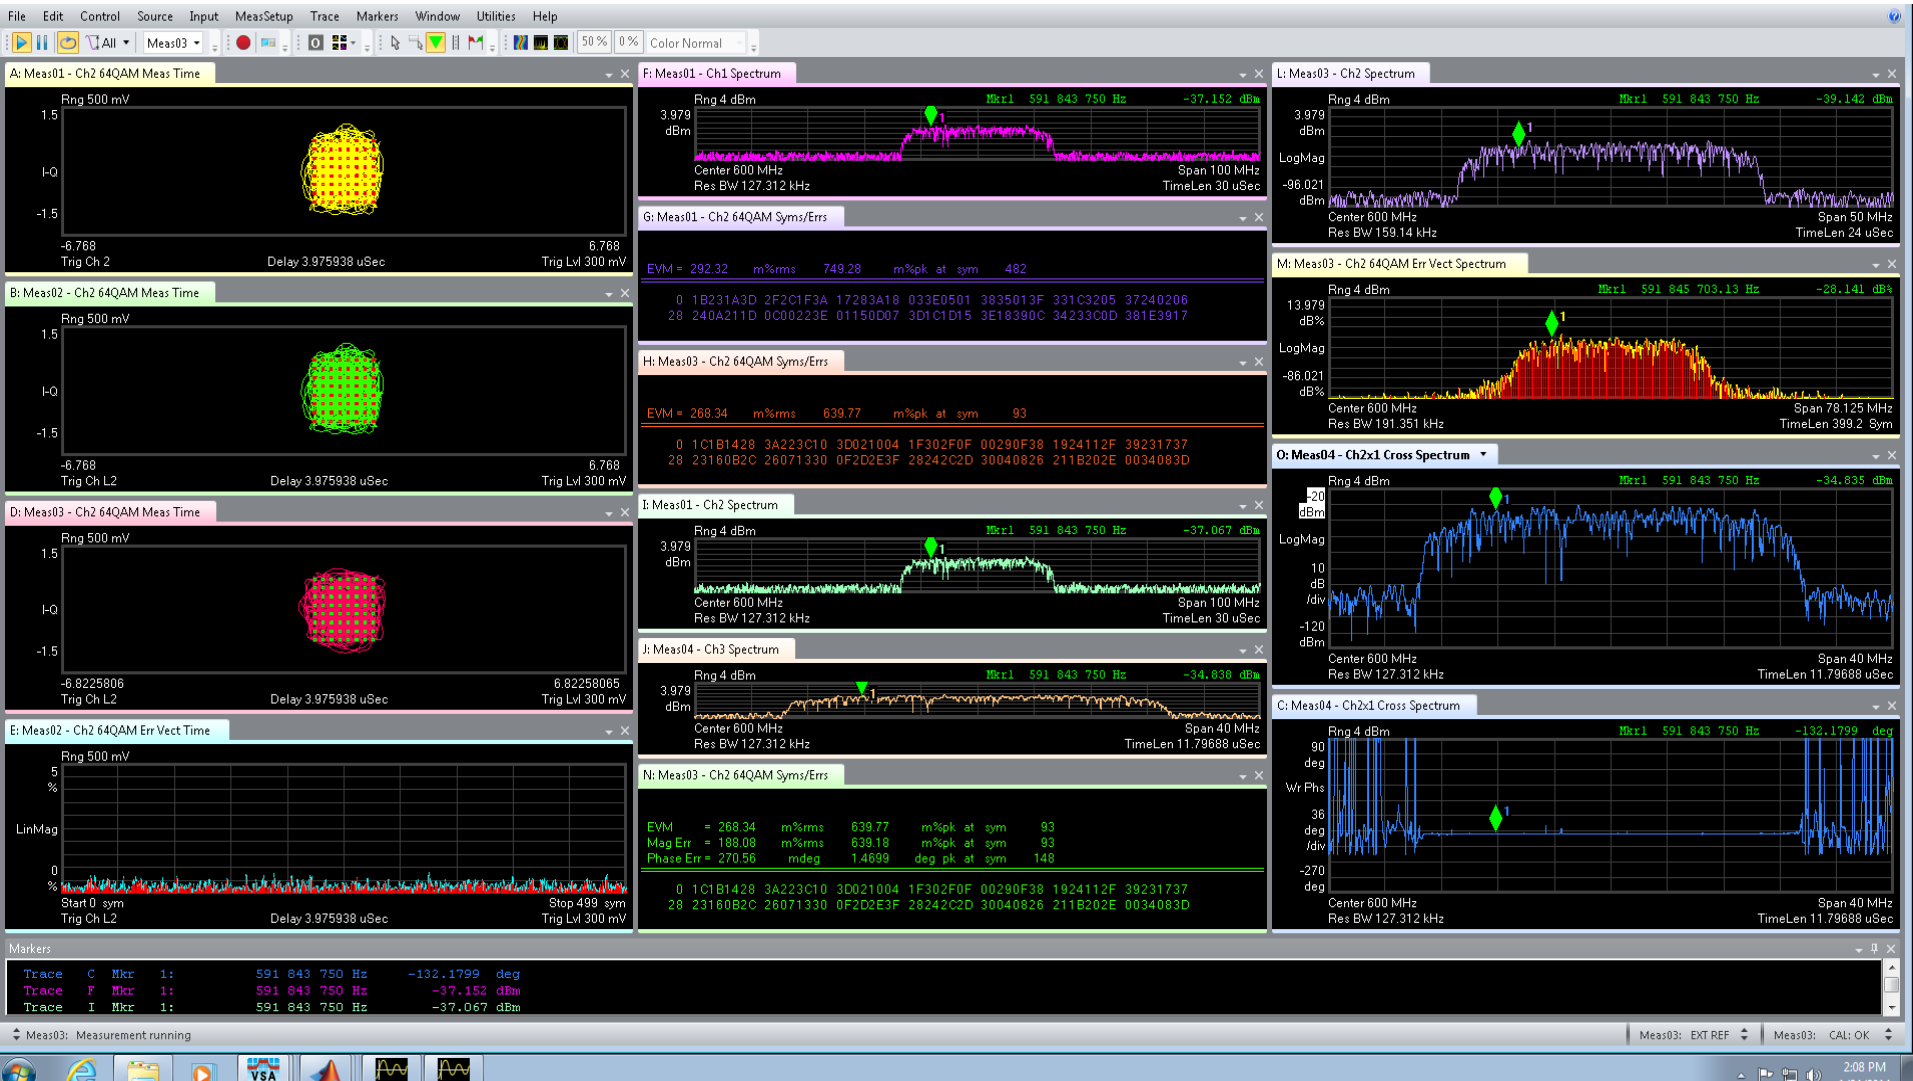 File Edit Control Source Input MeasSetup Trace Markers Window Utilities Help
All Meas03 50 % 0 % Color Normal
A: Meas01 - Ch2 64QAM Meas Time
Rng 500 mV
1.5
I-Q
-1.5
-6.768 6.768
Trig Ch 2 Delay 3.975938 uSec Trig Lvl 300 mV
B: Meas02 - Ch2 64QAM Meas Time
Rng 500 mV
1.5
I-Q
-1.5
-6.768 6.768
Trig Ch L2 Delay 3.975938 uSec Trig Lvl 300 mV
D: Meas03 - Ch2 64QAM Meas Time
Rng 500 mV
1.5
I-Q
-1.5
-6.8225806 6.82258065
Trig Ch L2 Delay 3.975938 uSec Trig Lvl 300 mV
E: Meas02 - Ch2 64QAM Err Vect Time
Rng 500 mV
5
%
LinMag
0
%
Start 0 sym Stop 499 sym
Trig Ch L2 Delay 3.975938 uSec Trig Lvl 300 mV
F: Meas01 - Ch1 Spectrum
Rng 4 dBm Mkr1 591 843 750 Hz -37.152 dBm
3.979
dBm
1
Center 600 MHz Span 100 MHz
Res BW 127.312 kHz TimeLen 30 uSec
G: Meas01 - Ch2 64QAM Syms/Errs
EVM = 292.32 m%rms 749.28 m%pk at sym 482
0 1B231A3D 2F2C1F3A 17283A18 033E0501 3835013F 331C3205 37240206
28 240A211D 0C00223E 01150D07 3D1C1D15 3E18390C 34233C0D 381E3917
H: Meas03 - Ch2 64QAM Syms/Errs
EVM = 268.34 m%rms 639.77 m%pk at sym 93
0 1C1B1428 3A223C10 3D021004 1F302F0F 00290F38 1924112F 39231737
28 23160B2C 26071330 0F2D2E3F 28242C2D 30040826 211B202E 0034083D
I: Meas01 - Ch2 Spectrum
Rng 4 dBm Mkr1 591 843 750 Hz -37.067 dBm
3.979
dBm
1
Center 600 MHz Span 100 MHz
Res BW 127.312 kHz TimeLen 30 uSec
J: Meas04 - Ch3 Spectrum
Rng 4 dBm Mkr1 591 843 750 Hz -34.838 dBm
3.979
dBm
1
Center 600 MHz Span 40 MHz
Res BW 127.312 kHz TimeLen 11.79688 uSec
N: Meas03 - Ch2 64QAM Syms/Errs
EVM = 268.34 m%rms 639.77 m%pk at sym 93
Mag Err = 188.08 m%rms 639.18 m%pk at sym 93
Phase Err = 270.56 mdeg 1.4699 deg pk at sym 148
0 1C1B1428 3A223C10 3D021004 1F302F0F 00290F38 1924112F 39231737
28 23160B2C 26071330 0F2D2E3F 28242C2D 30040826 211B202E 0034083D
L: Meas03 - Ch2 Spectrum
Rng 4 dBm Mkr1 591 843 750 Hz -39.142 dBm
3.979
dBm
1
LogMag
-96.021
dBm
Center 600 MHz Span 50 MHz
Res BW 159.14 kHz TimeLen 24 uSec
M: Meas03 - Ch2 64QAM Err Vect Spectrum
Rng 4 dBm Mkr1 591 845 703.13 Hz -28.141 dB%
13.979
dB%
1
LogMag
-86.021
dB%
Center 600 MHz Span 78.125 MHz
Res BW 191.351 kHz TimeLen 399.2 Sym
O: Meas04 - Ch2x1 Cross Spectrum
Rng 4 dBm Mkr1 591 843 750 Hz -34.835 dBm
-20
dBm
1
LogMag
10
dB
/div
-120
dBm
Center 600 MHz Span 40 MHz
Res BW 127.312 kHz TimeLen 11.79688 uSec
C: Meas04 - Ch2x1 Cross Spectrum
Rng 4 dBm Mkr1 591 843 750 Hz -132.1799 deg
90
deg
Wr Phs
1
36
deg
/div
-270
deg
Center 600 MHz Span 40 MHz
Res BW 127.312 kHz TimeLen 11.79688 uSec
Markers
Trace C Mkr 1: 591 843 750 Hz -132.1799 deg
Trace F Mkr 1: 591 843 750 Hz -37.152 dBm
Trace I Mkr 1: 591 843 750 Hz -37.067 dBm
Meas03: Measurement running Meas03: EXT REF Meas03: CAL: OK
VSA
2:08 PM